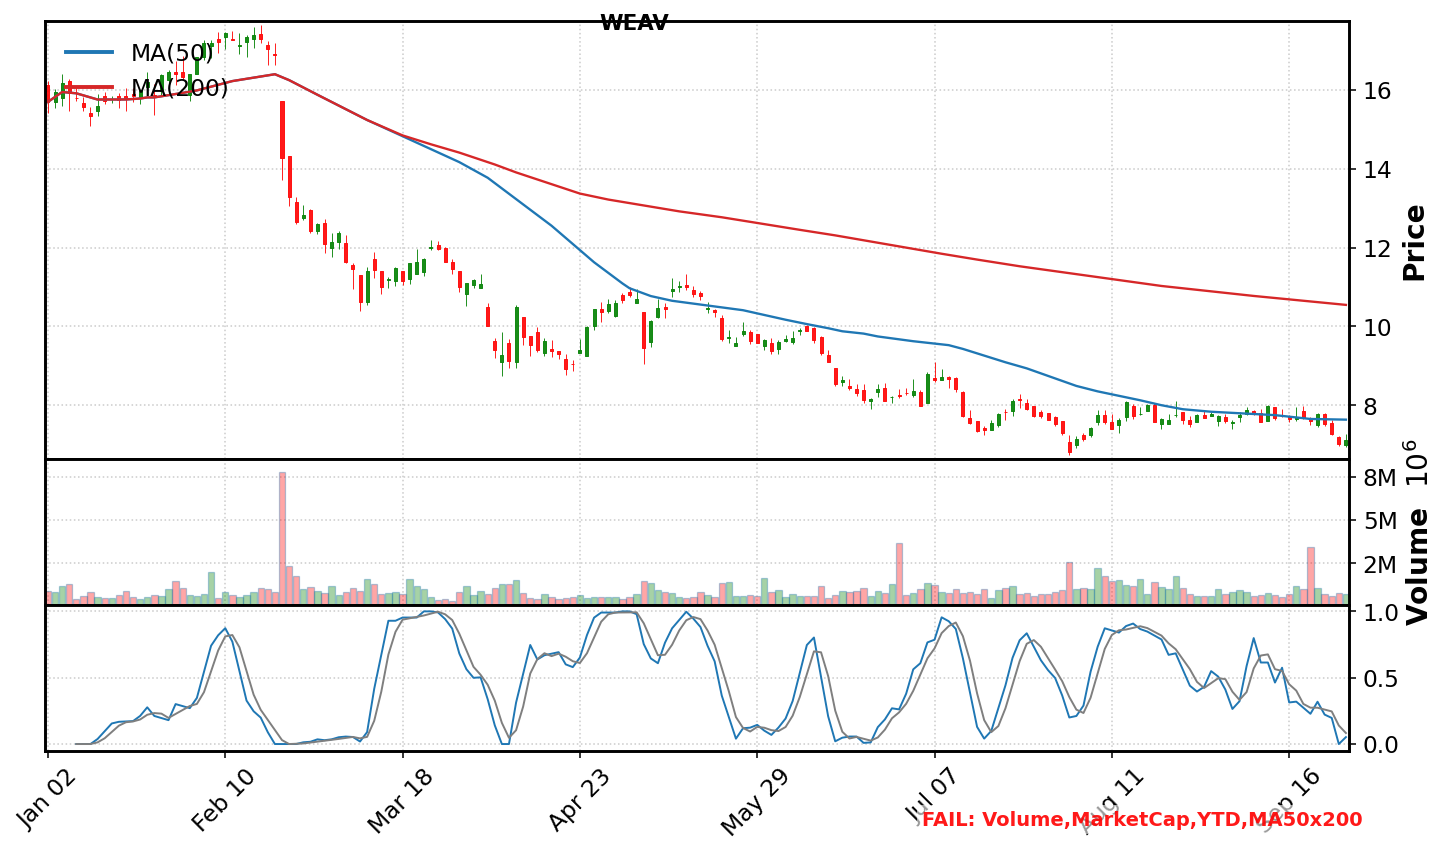 WEAV
MA(50)
MA(200)
16
14
12
10
8
Price
8M
5M
2M
Volume 10^6
1.0
0.5
0.0
Jan 02
Feb 10
Mar 18
Apr 23
May 29
Jul 07
Aug 11
Sep 16
FAIL: Volume,MarketCap,YTD,MA50x200